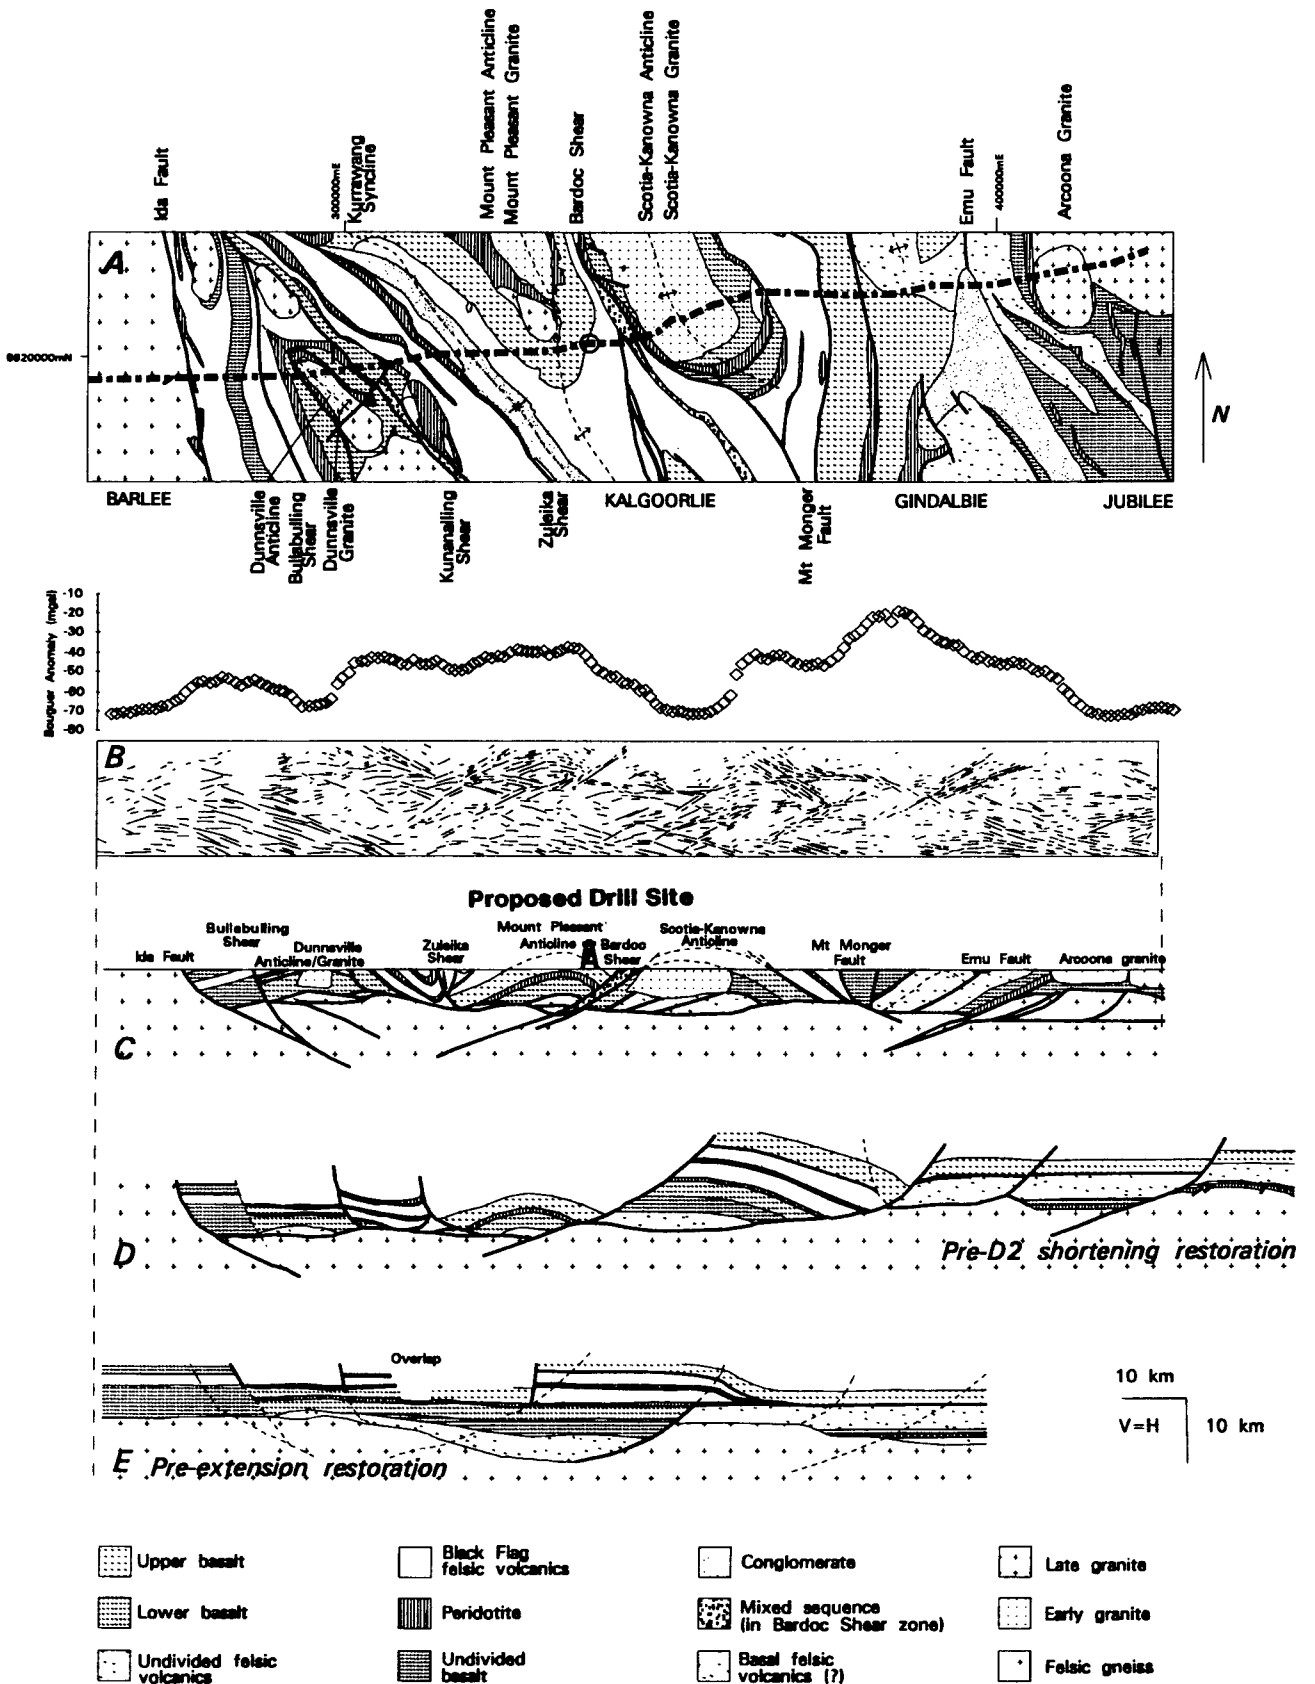 Ida Fault
300000mE
Kurrawang
Syncline
Mount Pleasant Anticline
Mount Pleasant Granite
Bardoc Shear
Scotia-Kanowna Anticline
Scotia-Kanowna Granite
Emu Fault
400000mE
Arcoona Granite
A
6620000mN
N
BARLEE
KALGOORLIE
GINDALBIE
JUBILEE
Dunnsville
Anticline
Bullabulling
Shear
Dunnsville
Granite
Kunanalling
Shear
Zuleika
Shear
Mt Monger
Fault
Bouguer Anomaly (mgal)
-10
-20
-30
-40
-50
-60
-70
-80
B
Proposed Drill Site
Ida Fault
Bullabulling
Shear
Dunnsville
Anticline/Granite
Zuleika
Shear
Mount Pleasant
Anticline
Bardoc
Shear
Scotia-Kanowna
Anticline
Mt Monger
Fault
Emu Fault
Arcoona granite
C
D
Pre-D2 shortening restoration
Overlap
E Pre-extension restoration
10 km
V=H
10 km
Upper basalt
Black Flag
felsic volcanics
Conglomerate
Late granite
Lower basalt
Peridotite
Mixed sequence
(in Bardoc Shear zone)
Early granite
Undivided felsic
volcanics
Undivided
basalt
Basal felsic
volcanics (?)
Felsic gneiss